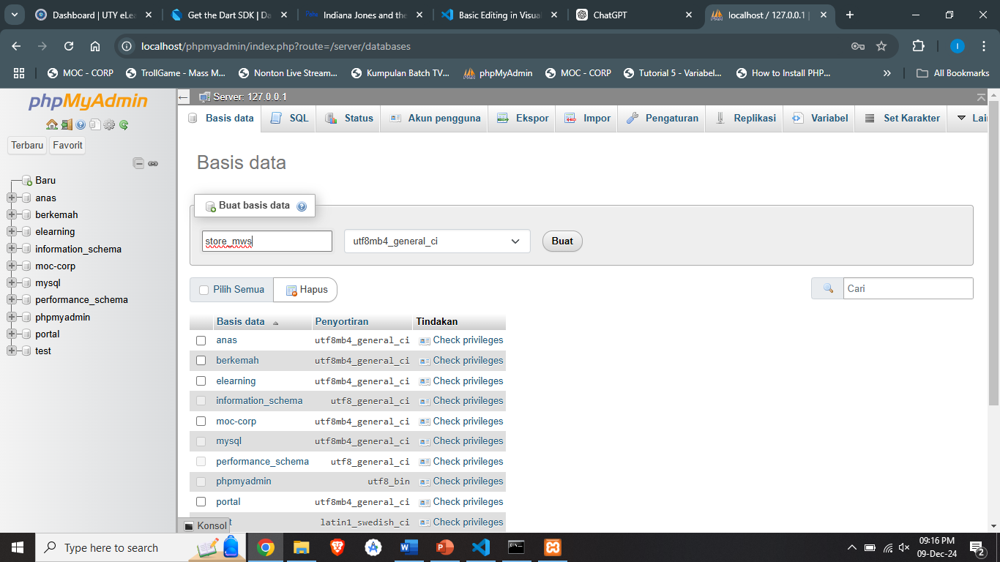 Dashboard | UTY eLea
Get the Dart SDK | Da
Indiana Jones and the
Basic Editing in Visual
ChatGPT
localhost / 127.0.0.1 |
localhost/phpmyadmin/index.php?route=/server/databases
MOC - CORP
TrollGame - Mass M...
Nonton Live Stream...
Kumpulan Batch TV...
phpMyAdmin
MOC - CORP
Tutorial 5 - Variabel...
How to Install PHP...
All Bookmarks
phpMyAdmin
Terbaru
Favorit
Baru
anas
berkemah
elearning
information_schema
moc-corp
mysql
performance_schema
phpmyadmin
portal
test
Server: 127.0.0.1
Basis data
SQL
Status
Akun pengguna
Ekspor
Impor
Pengaturan
Replikasi
Variabel
Set Karakter
Lai
Basis data
Buat basis data
store_mws
utf8mb4_general_ci
Buat
Pilih Semua
Hapus
Cari
Basis data Penyortiran Tindakan
anas utf8mb4_general_ci Check privileges
berkemah utf8mb4_general_ci Check privileges
elearning utf8mb4_general_ci Check privileges
information_schema utf8_general_ci Check privileges
moc-corp utf8mb4_general_ci Check privileges
mysql utf8mb4_general_ci Check privileges
performance_schema utf8_general_ci Check privileges
phpmyadmin utf8_bin Check privileges
portal utf8mb4_general_ci Check privileges
t latin1_swedish_ci Check privileges
Konsol
Type here to search
09:16 PM
09-Dec-24
2